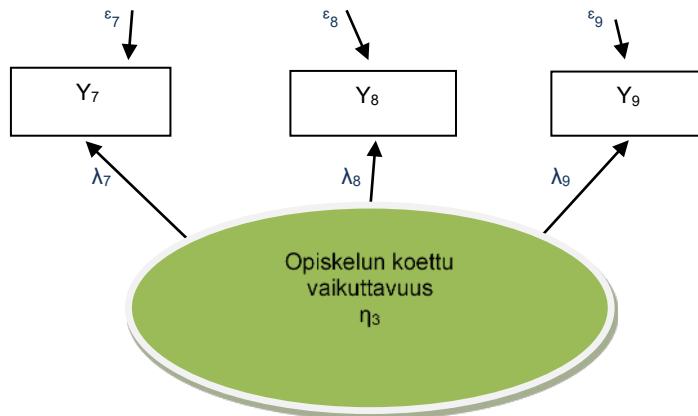 ε7 ε8 ε9
Y7 Y8 Y9
λ7 λ8 λ9
Opiskelun koettu
vaikuttavuus
η3